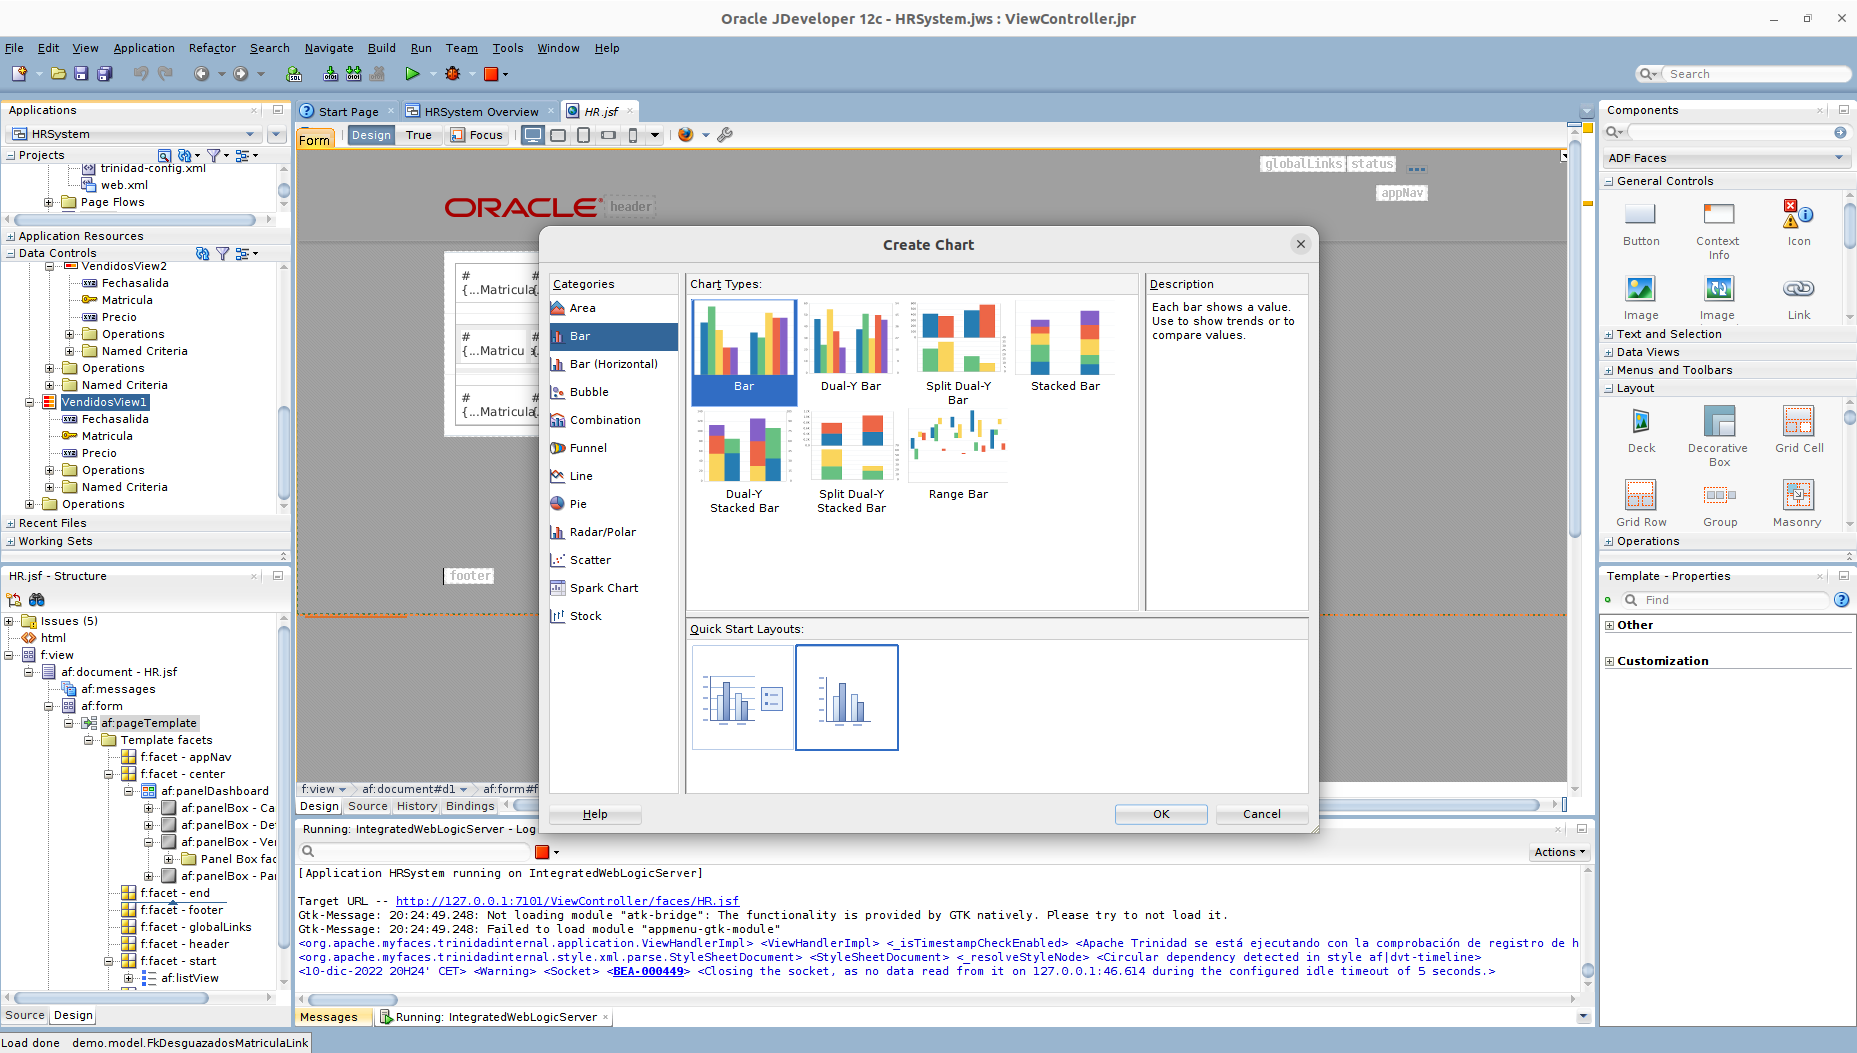 Oracle JDeveloper 12c - HRSystem.jws : ViewController.jpr
File Edit View Application Refactor Search Navigate Build Run Team Tools Window Help
Search
Applications
HRSystem
Projects
trinidad-config.xml
web.xml
Page Flows
Application Resources
Data Controls
VendidosView2
Fechasalida
Matricula
Precio
Operations
Named Criteria
Operations
Named Criteria
VendidosView1
Fechasalida
Matricula
Precio
Operations
Named Criteria
Operations
Recent Files
Working Sets
HR.jsf - Structure
Issues (5)
html
f:view
af:document - HR.jsf
af:messages
af:form
af:pageTemplate
Template facets
f:facet - appNav
f:facet - center
af:panelDashboard
af:panelBox - Ca
af:panelBox - De
af:panelBox - Ve
Panel Box fac
af:panelBox - Pa
f:facet - end
f:facet - footer
f:facet - globalLinks
f:facet - header
f:facet - start
af:listView
Source Design
Load done demo.model.FkDesguazadosMatriculaLink
Start Page HRSystem Overview HR.jsf
Form Design True Focus
globalLinks status
appNav
ORACLE header
# #
{...Matricula{.
# #
{...Matricu
# #
{...Matricula{.
footer
f:view af:document#d1 af:form#f
Design Source History Bindings
Create Chart
Categories
Area
Bar
Bar (Horizontal)
Bubble
Combination
Funnel
Line
Pie
Radar/Polar
Scatter
Spark Chart
Stock
Chart Types:
Bar
Dual-Y Bar
Split Dual-Y
Bar
Stacked Bar
Dual-Y
Stacked Bar
Split Dual-Y
Stacked Bar
Range Bar
Description
Each bar shows a value.
Use to show trends or to
compare values.
Quick Start Layouts:
Help OK Cancel
Running: IntegratedWebLogicServer - Log
Actions
[Application HRSystem running on IntegratedWebLogicServer]
Target URL -- http://127.0.0.1:7101/ViewController/faces/HR.jsf
Gtk-Message: 20:24:49.248: Not loading module "atk-bridge": The functionality is provided by GTK natively. Please try to not load it.
Gtk-Message: 20:24:49.248: Failed to load module "appmenu-gtk-module"
<org.apache.myfaces.trinidadinternal.application.ViewHandlerImpl> <ViewHandlerImpl> <_isTimestampCheckEnabled> <Apache Trinidad se está ejecutando con la comprobación de registro de h
<org.apache.myfaces.trinidadinternal.style.xml.parse.StyleSheetDocument> <StyleSheetDocument> <_resolveStyleNode> <Circular dependency detected in style af|dvt-timeline>
<10-dic-2022 20H24' CET> <Warning> <Socket> <BEA-000449> <Closing the socket, as no data read from it on 127.0.0.1:46.614 during the configured idle timeout of 5 seconds.>
Messages Running: IntegratedWebLogicServer
Components
ADF Faces
General Controls
Button
Context
Info
Icon
Image
Image
Link
Text and Selection
Data Views
Menus and Toolbars
Layout
Deck
Decorative
Box
Grid Cell
Grid Row
Group
Masonry
Operations
Template - Properties
Find
Other
Customization